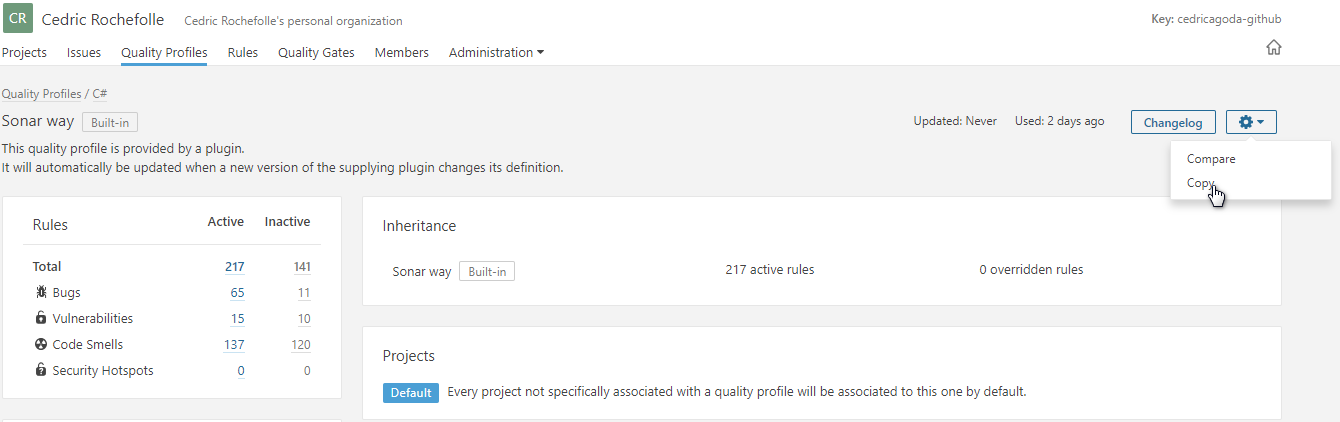 CR Cedric Rochefolle Cedric Rochefolle's personal organization Key: cedricagoda-github
Projects Issues Quality Profiles Rules Quality Gates Members Administration
Quality Profiles / C#
Sonar way Built-in Updated: Never Used: 2 days ago Changelog
This quality profile is provided by a plugin.
It will automatically be updated when a new version of the supplying plugin changes its definition.
Compare
Copy
Rules Active Inactive
Total 217 141
Bugs 65 11
Vulnerabilities 15 10
Code Smells 137 120
Security Hotspots 0 0
Inheritance
Sonar way Built-in 217 active rules 0 overridden rules
Projects
Default Every project not specifically associated with a quality profile will be associated to this one by default.